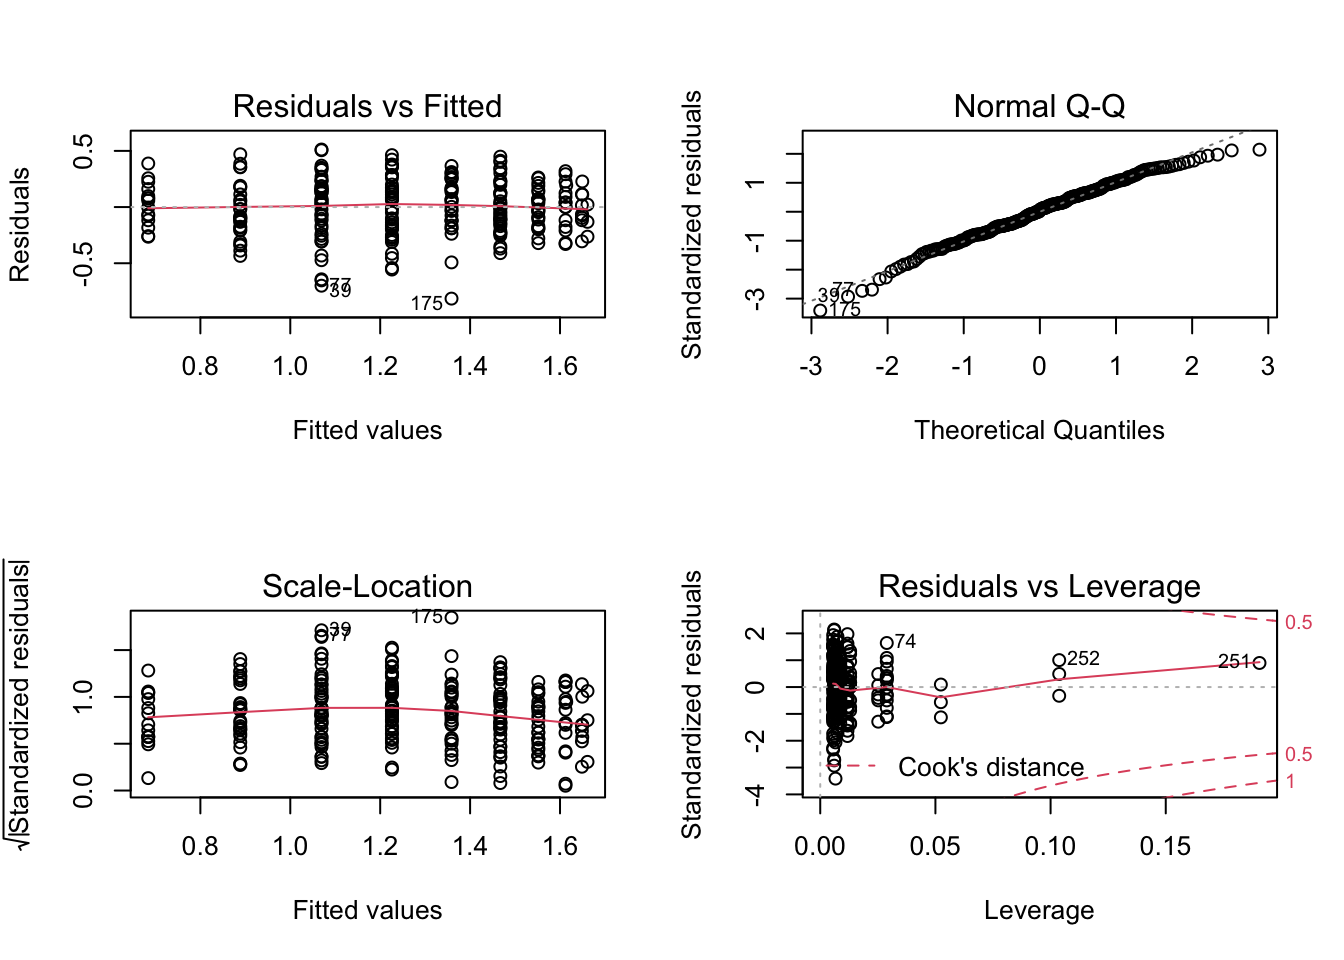 Residuals vs Fitted
Residuals
0.5
-0.5
77
39
175
0.8 1.0 1.2 1.4 1.6
Fitted values
Normal Q-Q
Standardized residuals
1
-1
-3
77
39
175
-3 -2 -1 0 1 2 3
Theoretical Quantiles
Scale-Location
√|Standardized residuals|
1.0
0.0
39
77
175
0.8 1.0 1.2 1.4 1.6
Fitted values
Residuals vs Leverage
Standardized residuals
2
0
-2
-4
74
252
251
0.5
0.5
1
Cook's distance
0.00 0.05 0.10 0.15
Leverage